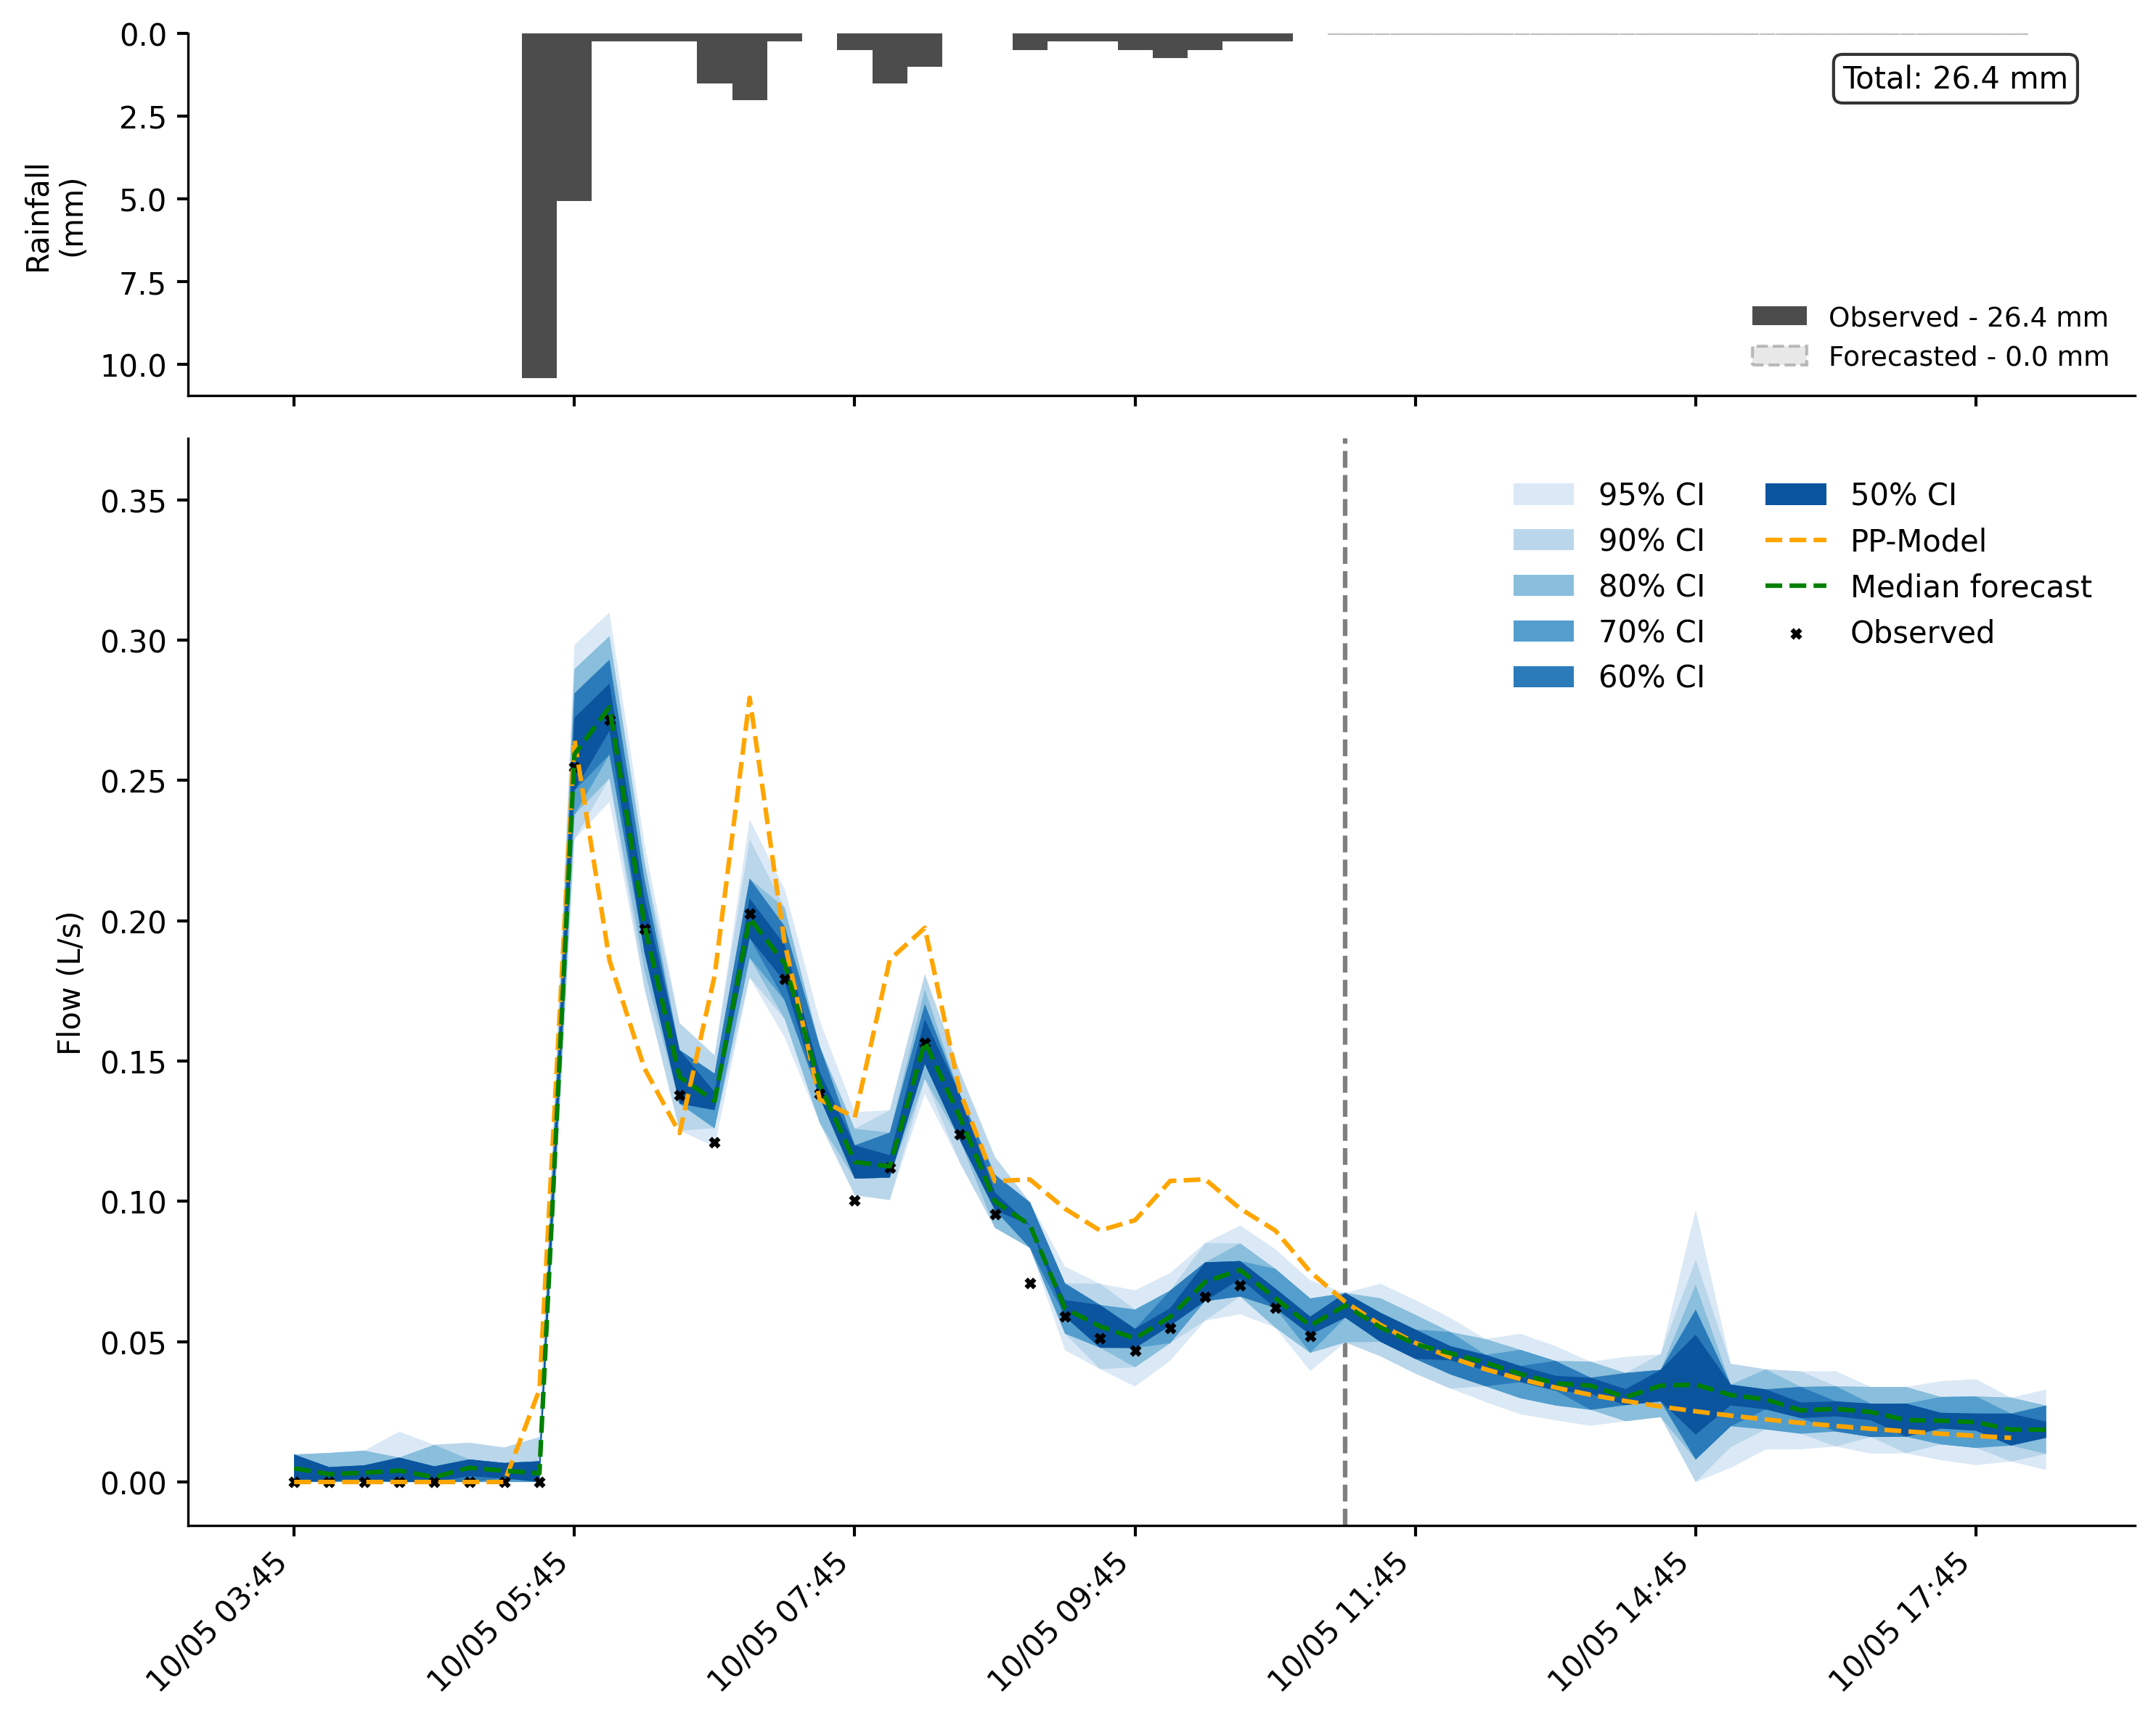 0.0
2.5
5.0
7.5
10.0
Rainfall
(mm)
Total: 26.4 mm
Observed - 26.4 mm
Forecasted - 0.0 mm
0.35
0.30
0.25
0.20
0.15
0.10
0.05
0.00
Flow (L/s)
95% CI
90% CI
80% CI
70% CI
60% CI
50% CI
PP-Model
Median forecast
Observed
10/05 03:45
10/05 05:45
10/05 07:45
10/05 09:45
10/05 11:45
10/05 14:45
10/05 17:45